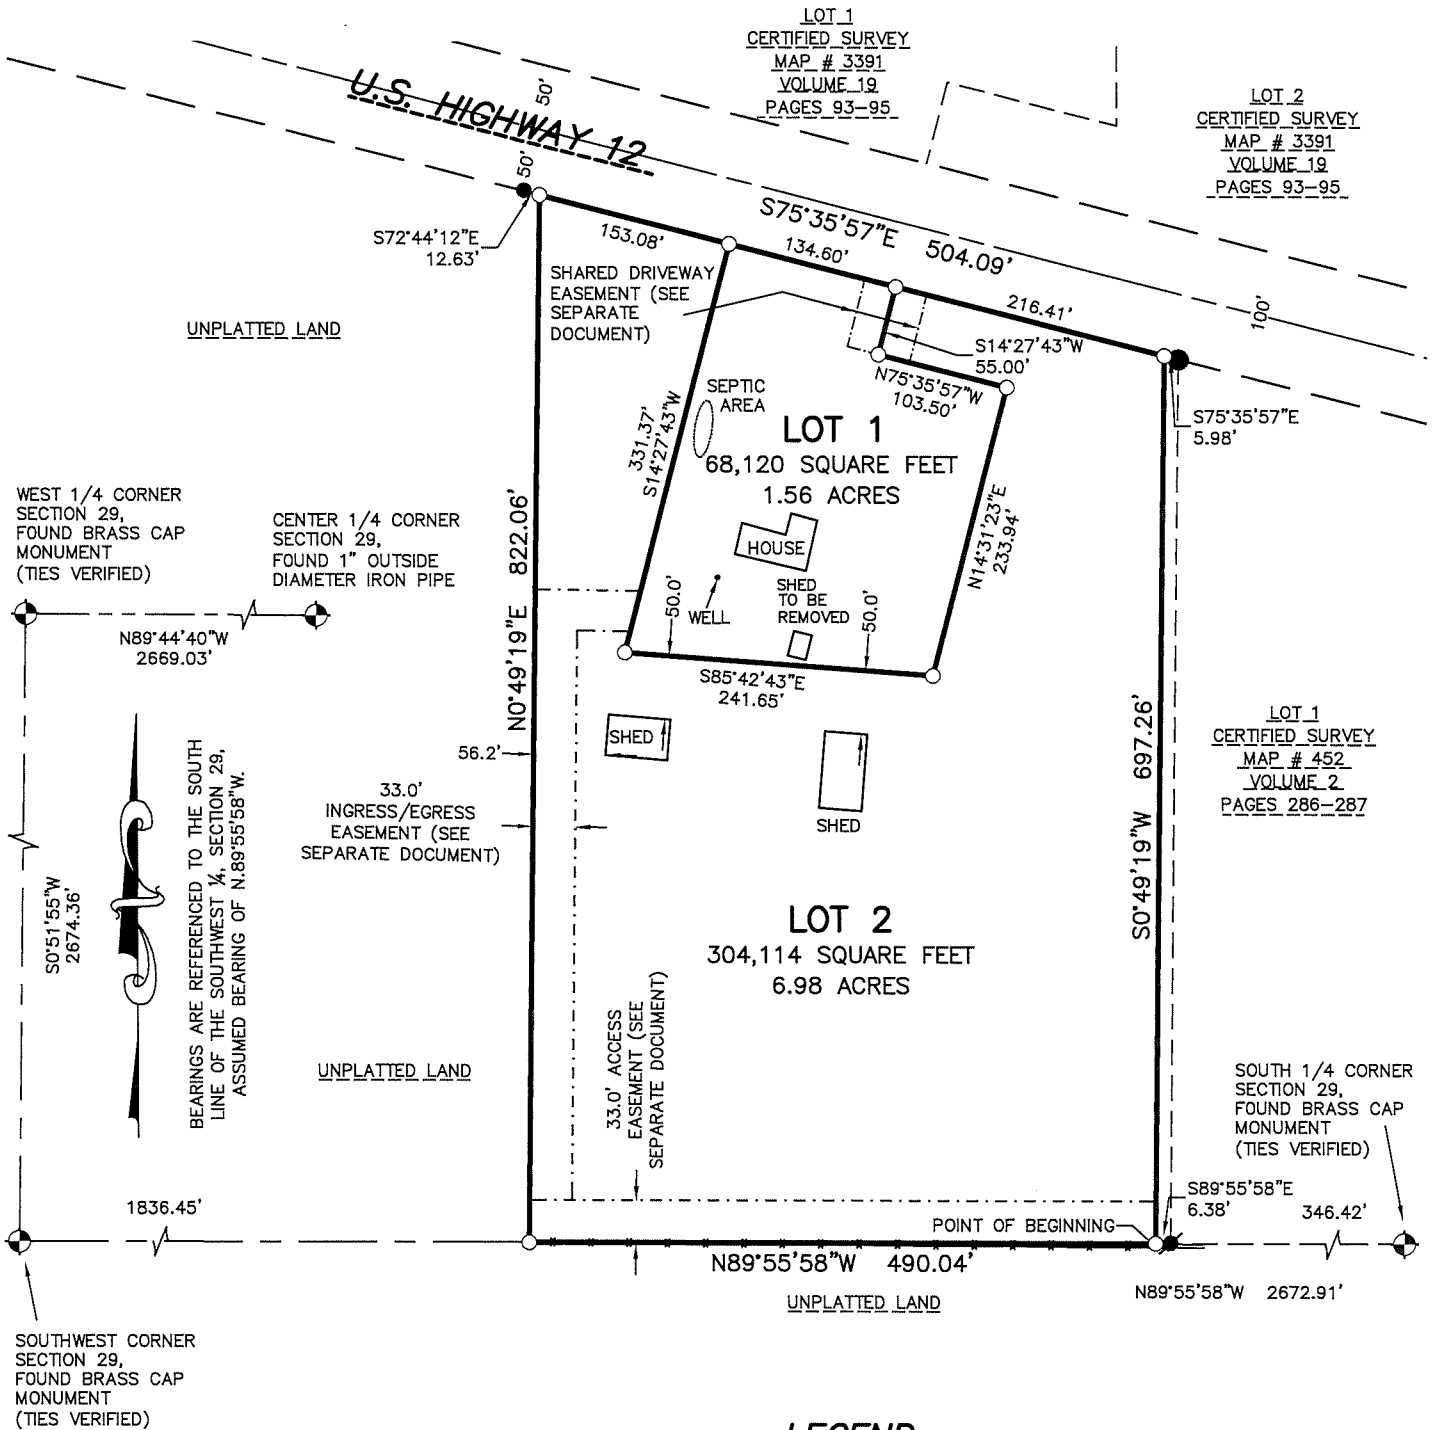 LOT 1
CERTIFIED SURVEY
MAP # 3391
VOLUME 19
PAGES 93-95
LOT 2
CERTIFIED SURVEY
MAP # 3391
VOLUME 19
PAGES 93-95
U.S. HIGHWAY 12
50'
50'
S75°35'57"E 504.09'
100'
S72°44'12"E
12.63'
153.08'
134.60'
216.41'
SHARED DRIVEWAY
EASEMENT (SEE
SEPARATE
DOCUMENT)
UNPLATTED LAND
S14°27'43"W
55.00'
N75°35'57"W
103.50'
S75°35'57"E
5.98'
SEPTIC
AREA
331.37'
S14°27'43"W
LOT 1
68,120 SQUARE FEET
1.56 ACRES
N14°31'23"E
233.94'
HOUSE
WELL
SHED
TO BE
REMOVED
50.0'
50.0'
S85°42'43"E
241.65'
WEST 1/4 CORNER
SECTION 29,
FOUND BRASS CAP
MONUMENT
(TIES VERIFIED)
CENTER 1/4 CORNER
SECTION 29,
FOUND 1" OUTSIDE
DIAMETER IRON PIPE
N89°44'40"W
2669.03'
N0°49'19"E 822.06'
SHED
SHED
56.2'
33.0'
INGRESS/EGRESS
EASEMENT (SEE
SEPARATE DOCUMENT)
S0°51'55"W
2674.36'
BEARINGS ARE REFERENCED TO THE SOUTH
LINE OF THE SOUTHWEST ¼, SECTION 29,
ASSUMED BEARING OF N.89°55'58"W.
LOT 1
CERTIFIED SURVEY
MAP # 452
VOLUME 2
PAGES 286-287
S0°49'19"W 697.26'
LOT 2
304,114 SQUARE FEET
6.98 ACRES
33.0' ACCESS
EASEMENT (SEE
SEPARATE DOCUMENT)
UNPLATTED LAND
SOUTH 1/4 CORNER
SECTION 29,
FOUND BRASS CAP
MONUMENT
(TIES VERIFIED)
1836.45'
POINT OF BEGINNING
S89°55'58"E
6.38'
346.42'
N89°55'58"W 490.04'
N89°55'58"W 2672.91'
UNPLATTED LAND
SOUTHWEST CORNER
SECTION 29,
FOUND BRASS CAP
MONUMENT
(TIES VERIFIED)
LEGEND